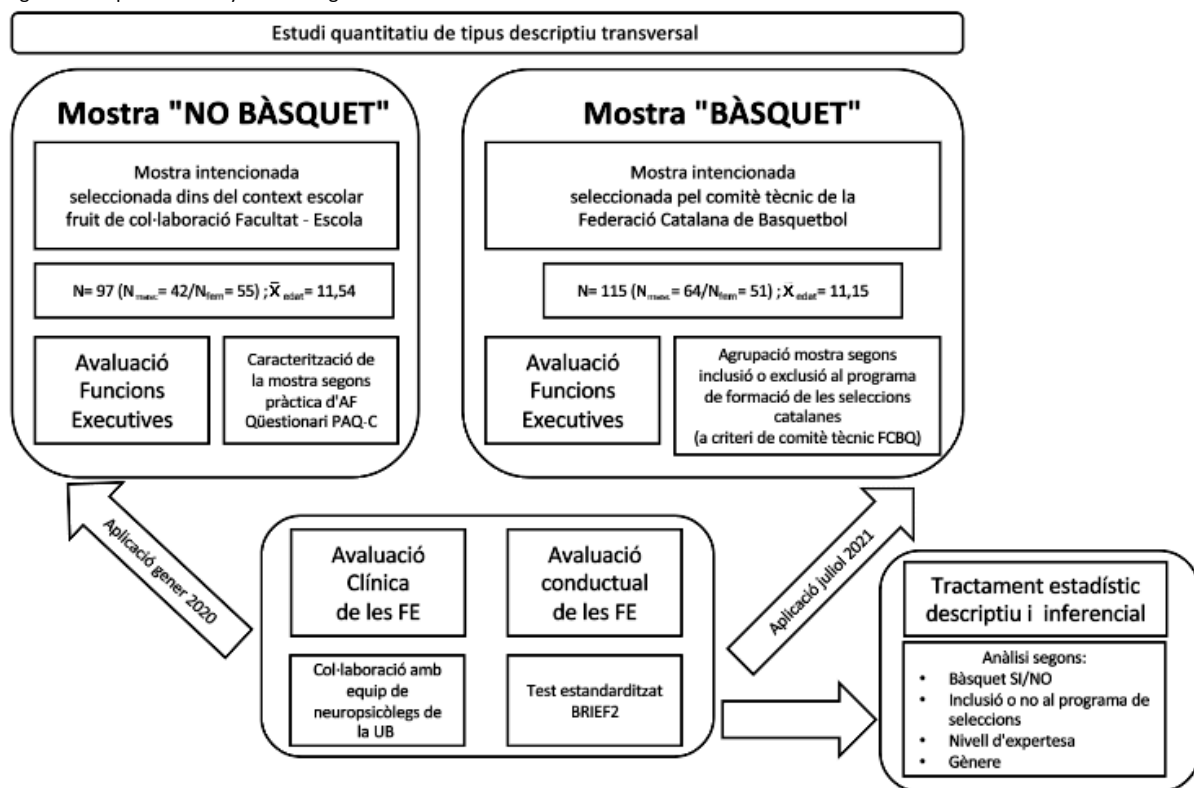 Estudi quantitatiu de tipus descriptiu transversal
Mostra "NO BÀSQUET"
Mostra intencionada
seleccionada dins del context escolar
fruit de col·laboració Facultat - Escola
N= 97 (Nmasc= 42/Nfem= 55) ;X̄ edat= 11,54
Avaluació
Funcions
Executives
Caracterització de
la mostra segons
pràctica d'AF
Qüestionari PAQ-C
Mostra "BÀSQUET"
Mostra intencionada
seleccionada pel comitè tècnic de la
Federació Catalana de Basquetbol
N= 115 (Nmasc= 64/Nfem= 51) ;X̄ edat= 11,15
Avaluació
Funcions
Executives
Agrupació mostra segons
inclusió o exclusió al programa
de formació de les seleccions
catalanes
(a criteri de comitè tècnic FCBQ)
Aplicació gener 2020
Avaluació
Clínica
de les FE
Avaluació
conductual
de les FE
Col·laboració amb
equip de
neuropsicòlegs de
la UB
Test estandarditzat
BRIEF2
Aplicació juliol 2021
Tractament estadístic
descriptiu i inferencial
Anàlisi segons:
• Bàsquet SI/NO
• Inclusió o no al programa de
seleccions
• Nivell d'expertesa
• Gènere